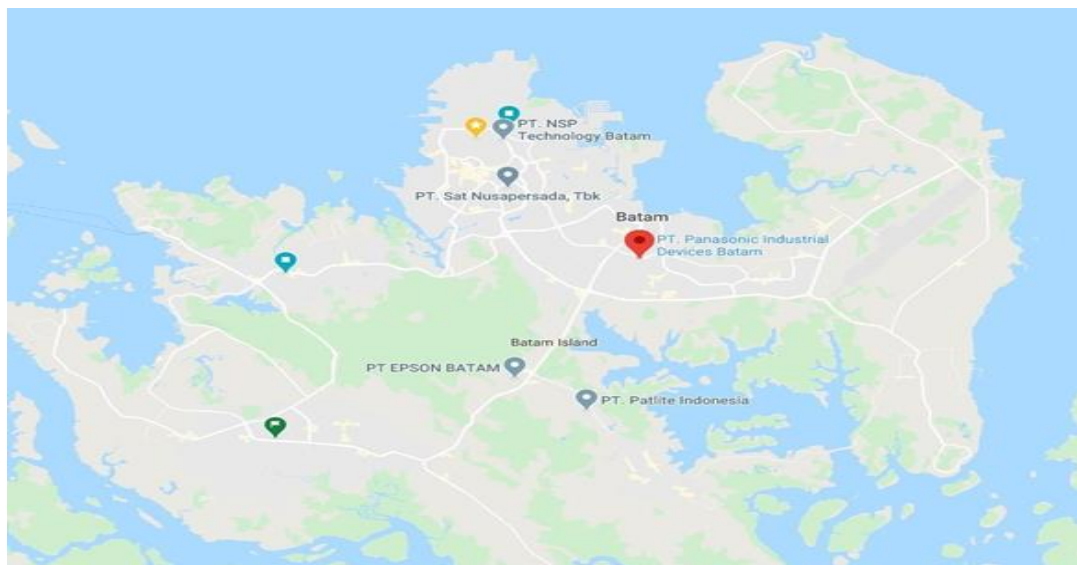 PT. NSP
Technology Batam
PT. Sat Nusapersada, Tbk
Batam
PT. Panasonic Industrial
Devices Batam
Batam Island
PT EPSON BATAM
PT. Patlite Indonesia